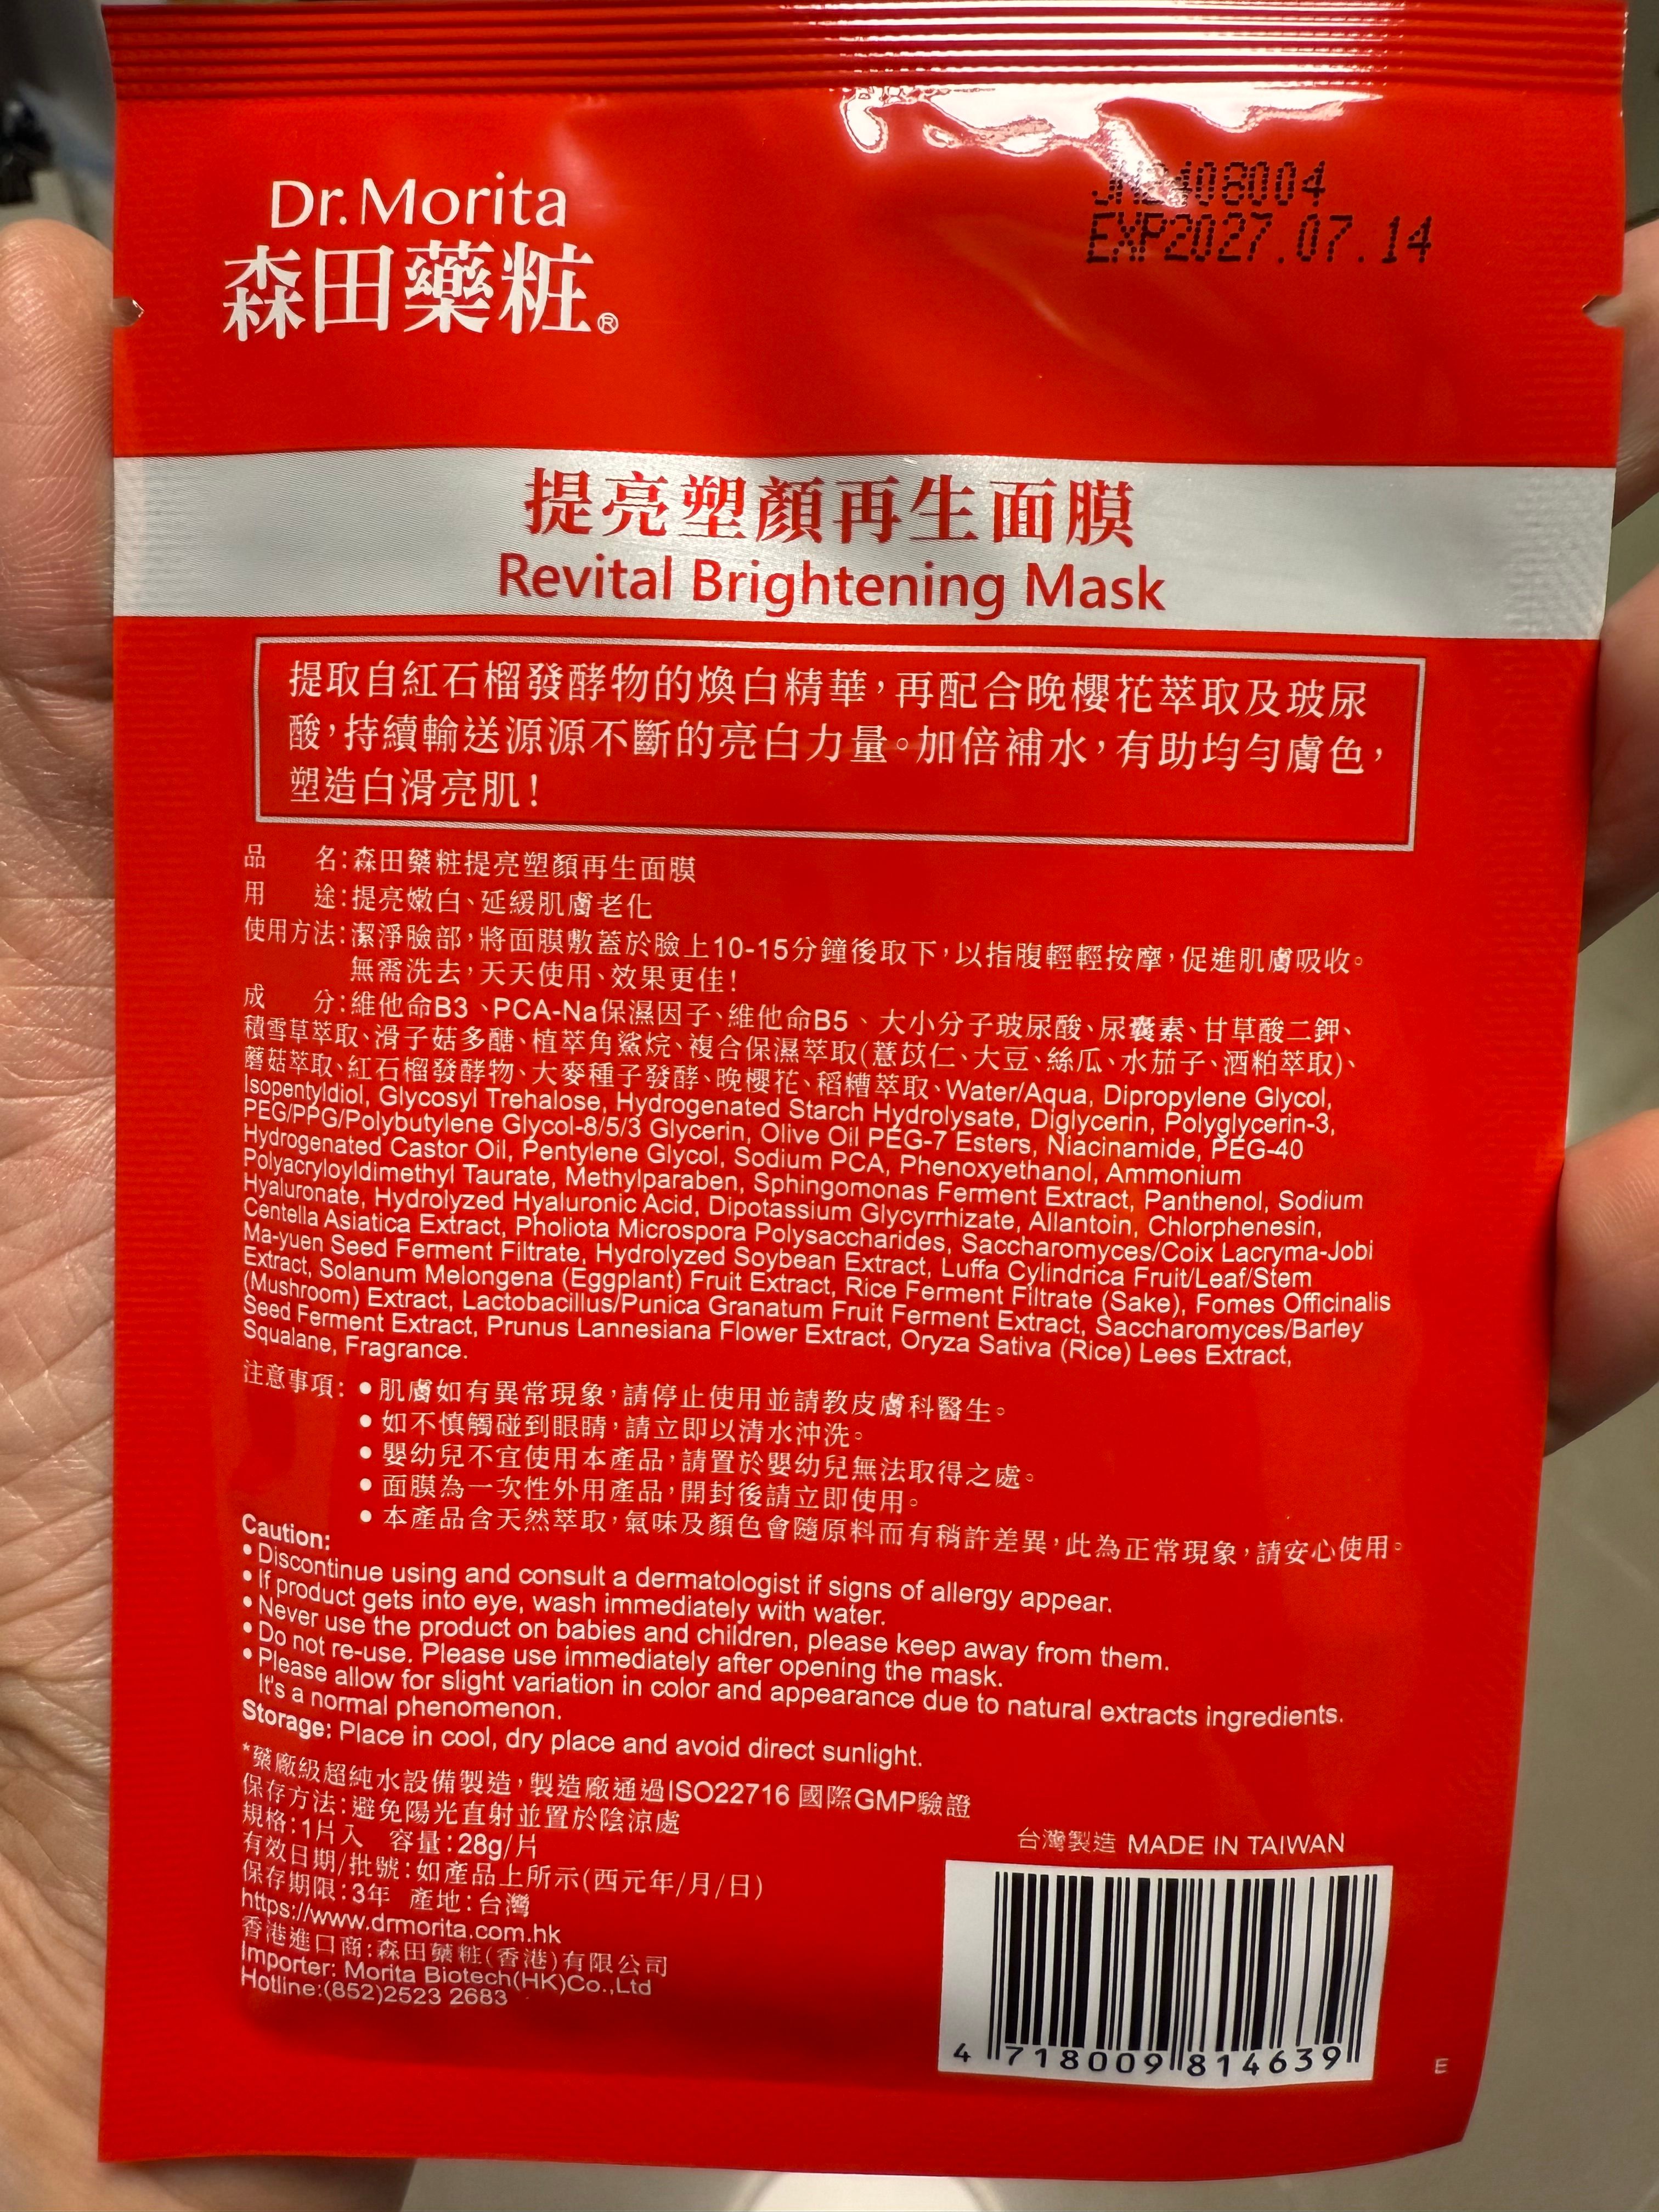 Dr.Morita
森田藥粧®
08004
EXP2027.07.14
提亮塑顏再生面膜
Revital Brightening Mask
提取自紅石榴發酵物的煥白精華，再配合晚櫻花萃取及玻尿
酸，持續輸送源源不斷的亮白力量。加倍補水，有助均勻膚色，
塑造白滑亮肌！
品　　名：森田藥粧提亮塑顏再生面膜
用　　途：提亮嫩白、延緩肌膚老化
使用方法：潔淨臉部，將面膜敷蓋於臉上10-15分鐘後取下，以指腹輕輕按摩，促進肌膚吸收。
無需洗去，天天使用、效果更佳！
成　　分：維他命B3、PCA-Na保濕因子、維他命B5、大小分子玻尿酸、尿囊素、甘草酸二鉀、
積雪草萃取、滑子菇多醣、植萃角鯊烷、複合保濕萃取(薏苡仁、大豆、絲瓜、水茄子、酒粕萃取)、
蘑菇萃取、紅石榴發酵物、大麥種子發酵、晚櫻花、稻糟萃取、Water/Aqua, Dipropylene Glycol,
Isopentyldiol, Glycosyl Trehalose, Hydrogenated Starch Hydrolysate, Diglycerin, Polyglycerin-3,
PEG/PPG/Polybutylene Glycol-8/5/3 Glycerin, Olive Oil PEG-7 Esters, Niacinamide, PEG-40
Hydrogenated Castor Oil, Pentylene Glycol, Sodium PCA, Phenoxyethanol, Ammonium
Polyacryloyldimethyl Taurate, Methylparaben, Sphingomonas Ferment Extract, Panthenol, Sodium
Hyaluronate, Hydrolyzed Hyaluronic Acid, Dipotassium Glycyrrhizate, Allantoin, Chlorphenesin,
Centella Asiatica Extract, Pholiota Microspora Polysaccharides, Saccharomyces/Coix Lacryma-Jobi
Ma-yuen Seed Ferment Filtrate, Hydrolyzed Soybean Extract, Luffa Cylindrica Fruit/Leaf/Stem
Extract, Solanum Melongena (Eggplant) Fruit Extract, Rice Ferment Filtrate (Sake), Fomes Officinalis
(Mushroom) Extract, Lactobacillus/Punica Granatum Fruit Ferment Extract, Saccharomyces/Barley
Seed Ferment Extract, Prunus Lannesiana Flower Extract, Oryza Sativa (Rice) Lees Extract,
Squalane, Fragrance.
注意事項：●肌膚如有異常現象，請停止使用並請教皮膚科醫生。
●如不慎觸碰到眼睛，請立即以清水沖洗。
●嬰幼兒不宜使用本產品，請置於嬰幼兒無法取得之處。
●面膜為一次性外用產品，開封後請立即使用。
●本產品含天然萃取，氣味及顏色會隨原料而有稍許差異，此為正常現象，請安心使用。
Caution:
•Discontinue using and consult a dermatologist if signs of allergy appear.
•If product gets into eye, wash immediately with water.
•Never use the product on babies and children, please keep away from them.
•Do not re-use. Please use immediately after opening the mask.
•Please allow for slight variation in color and appearance due to natural extracts ingredients.
It's a normal phenomenon.
Storage: Place in cool, dry place and avoid direct sunlight.
*藥廠級超純水設備製造，製造廠通過ISO22716 國際GMP驗證
保存方法：避免陽光直射並置於陰涼處
規格：1片入　容量：28g/片
有效日期/批號：如產品上所示(西元年/月/日)
保存期限：3年　產地：台灣
https://www.drmorita.com.hk
香港進口商：森田藥粧(香港)有限公司
Importer: Morita Biotech(HK)Co.,Ltd
Hotline:(852)2523 2683
台灣製造 MADE IN TAIWAN
4 718009 814639
E